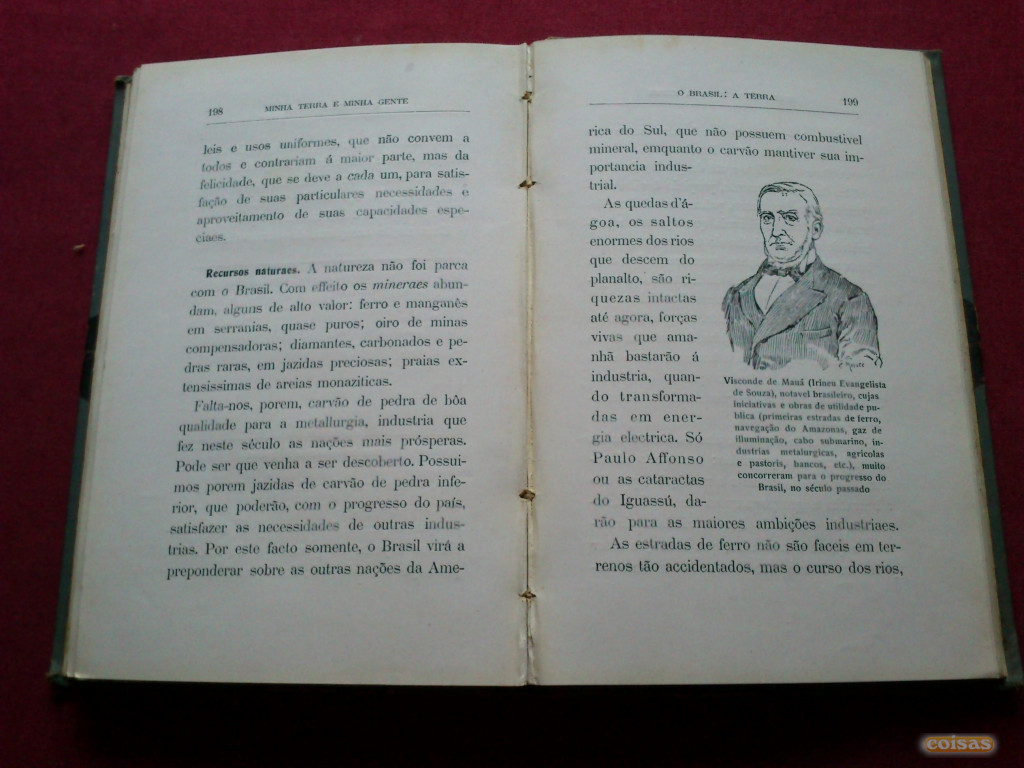 198
MINHA TERRA E MINHA GENTE
leis e usos uniformes, que não convem a
todos e contrariam á maior parte, mas da
felicidade, que se deve a cada um, para satis-
fação de suas particulares necessidades e
aproveitamento de suas capacidades espe-
ciaes.
Recursos naturaes. A natureza não foi parca
com o Brasil. Com effeito os mineraes abun-
dam, alguns de alto valor: ferro e manganês
em serranias, quase puros; oiro de minas
compensadoras; diamantes, carbonados e pe-
dras raras, em jazidas preciosas; praias ex-
tensissimas de areias monaziticas.
Falta-nos, porem, carvão de pedra de bôa
qualidade para a metallurgia, industria que
fez neste século as nações mais prósperas.
Pode ser que venha a ser descoberto. Possui-
mos porem jazidas de carvão de pedra infe-
rior, que poderão, com o progresso do país,
satisfazer as necessidades de outras indus-
trias. Por este facto somente, o Brasil virá a
preponderar sobre as outras nações da Ame-
O BRASIL: A TERRA
199
rica do Sul, que não possuem combustivel
mineral, emquanto o carvão mantiver sua im-
portancia indus-
trial.
As quedas d'á-
goa, os saltos
enormes dos rios
que descem do
planalto, são ri-
quezas intactas
até agora, forças
vivas que ama-
nhã bastarão á
industria, quan-
do transforma-
das em ener-
gia electrica. Só
Paulo Affonso
ou as cataractas
do Iguassú, da-
rão para as maiores ambições industriaes.
As estradas de ferro não são faceis em ter-
renos tão accidentados, mas o curso dos rios,
Visconde de Mauá (Irineu Evangelista
de Souza), notavel brasileiro, cujas
iniciativas e obras de utilidade pu-
blica (primeiras estradas de ferro,
navegação do Amazonas, gaz de
illuminação, cabo submarino, in-
dustrias metalurgicas, agricolas
e pastoris, bancos, etc.), muito
concorreram para o progresso do
Brasil, no século passado
coisas